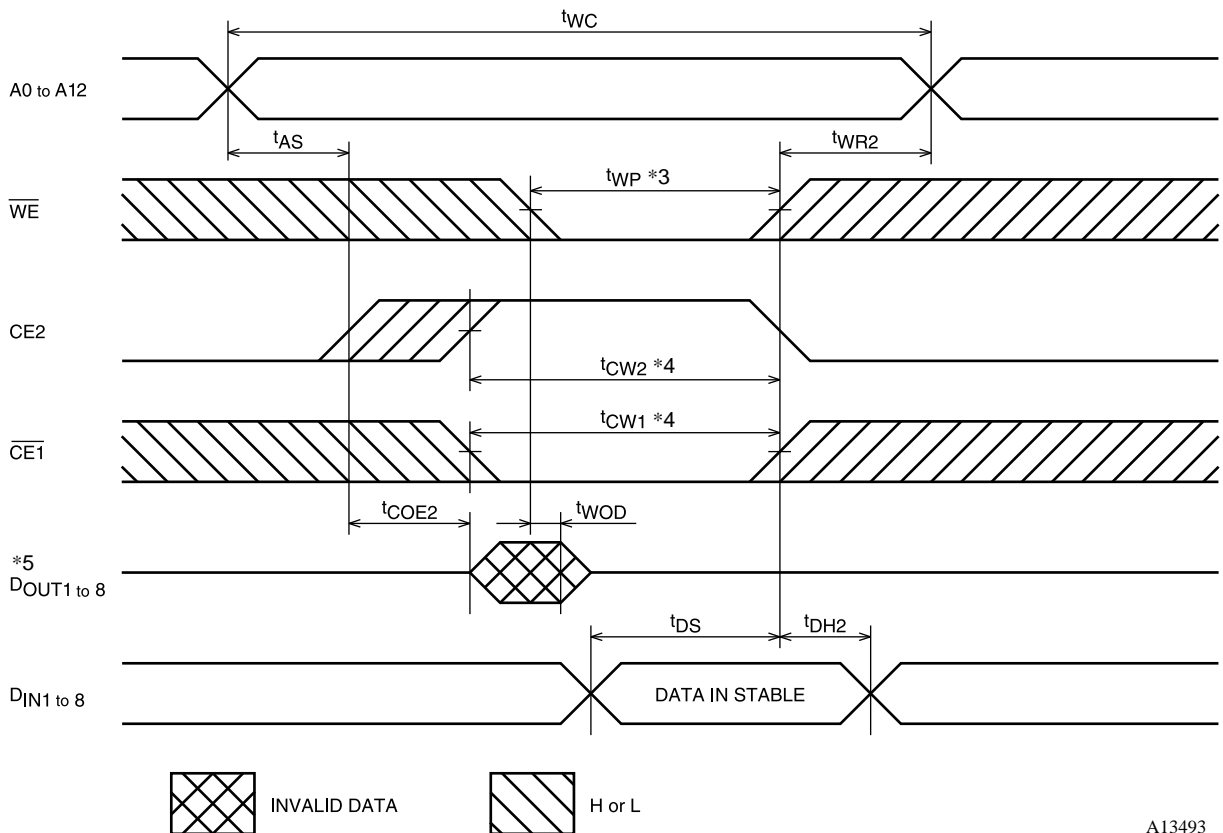 tWC
A0 to A12
tAS
tWR2
tWP *3
WE
CE2
tCW2 *4
tCW1 *4
CE1
tCOE2
tWOD
*5
DOUT1 to 8
tDS
tDH2
DIN1 to 8
DATA IN STABLE
INVALID DATA
H or L
A13493